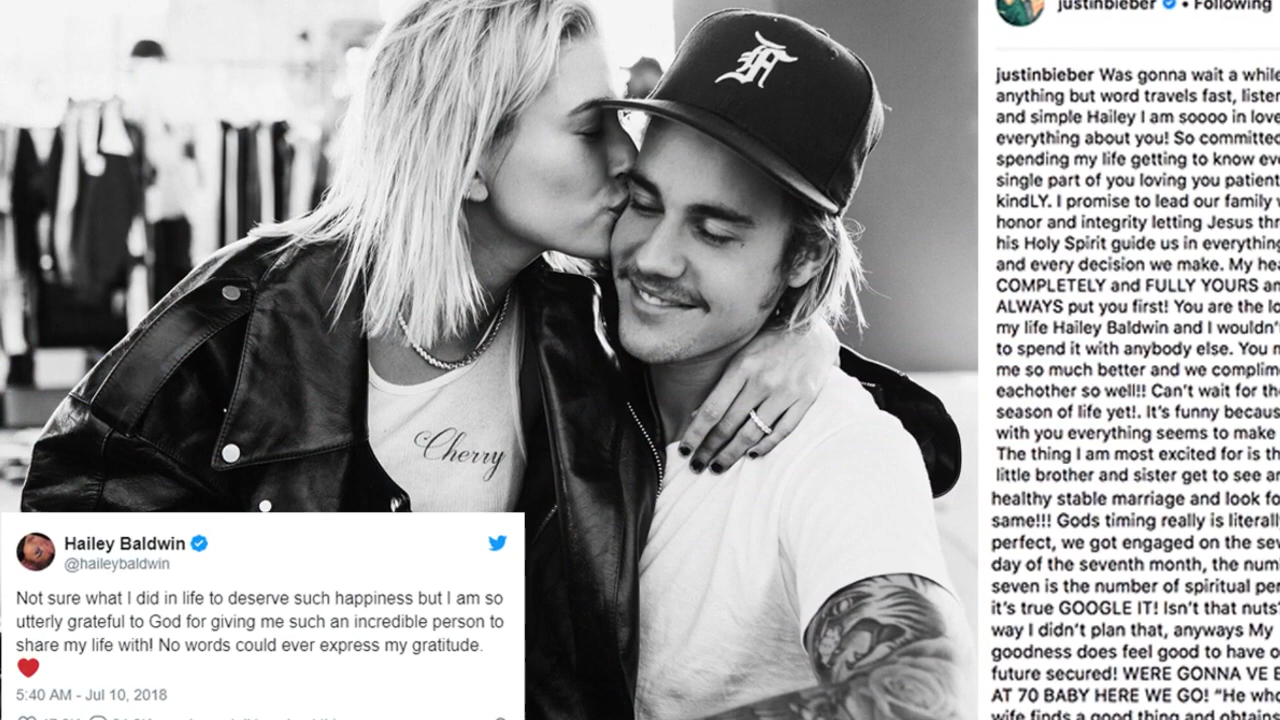 Cherry
Hailey Baldwin
@haileybaldwin
Not sure what I did in life to deserve such happiness but I am so
utterly grateful to God for giving me such an incredible person to
share my life with! No words could ever express my gratitude.
5:40 AM - Jul 10, 2018
justinbieber • Following
justinbieber Was gonna wait a while
anything but word travels fast, listen
and simple Hailey I am soooo in love
everything about you! So committed
spending my life getting to know eve
single part of you loving you patient
kindLY. I promise to lead our family w
honor and integrity letting Jesus thr
his Holy Spirit guide us in everything
and every decision we make. My hea
COMPLETELY and FULLY YOURS an
ALWAYS put you first! You are the lo
my life Hailey Baldwin and I wouldn't
to spend it with anybody else. You m
me so much better and we complim
eachother so well!! Can't wait for the
season of life yet!. It's funny becaus
with you everything seems to make
The thing I am most excited for is th
little brother and sister get to see an
healthy stable marriage and look fo
same!!! Gods timing really is literall
perfect, we got engaged on the sev
day of the seventh month, the numb
seven is the number of spiritual per
it's true GOOGLE IT! Isn't that nuts?
way I didn't plan that, anyways My
goodness does feel good to have o
future secured! WERE GONNA VE B
AT 70 BABY HERE WE GO! "He who
wife finds a good thing and obtains